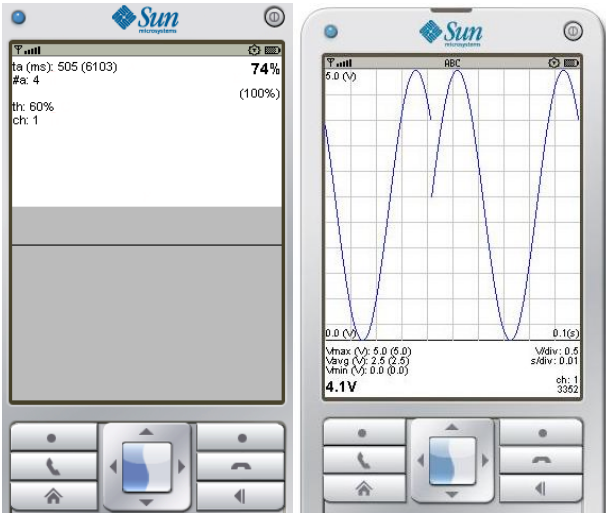 Sun
microsystems
ta (ms): 505 (6103)
74%
#a: 4
(100%)
th: 60%
ch: 1
Sun
microsystems
ABC
5.0 (V)
0.0 (V)
0.1(s)
Vmax (V): 5.0 (5.0)
V/div: 0.5
Vavg (V): 2.5 (2.5)
s/div: 0.01
Vmin (V): 0.0 (0.0)
4.1V
ch: 1
3352